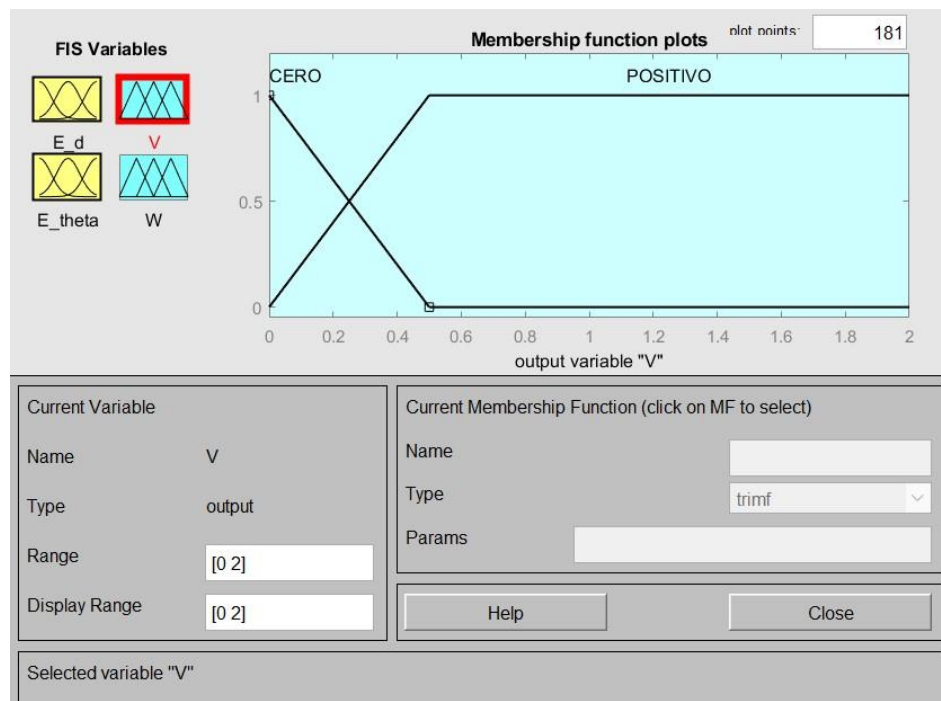 FIS Variables
Membership function plots
plot points:
181
E_d
V
E_theta
W
CERO
POSITIVO
1
0.5
0
0
0.2
0.4
0.6
0.8
1
1.2
1.4
1.6
1.8
2
output variable "V"
Current Variable
Name
V
Type
output
Range
[0 2]
Display Range
[0 2]
Current Membership Function (click on MF to select)
Name
Type
trimf
Params
Help
Close
Selected variable "V"